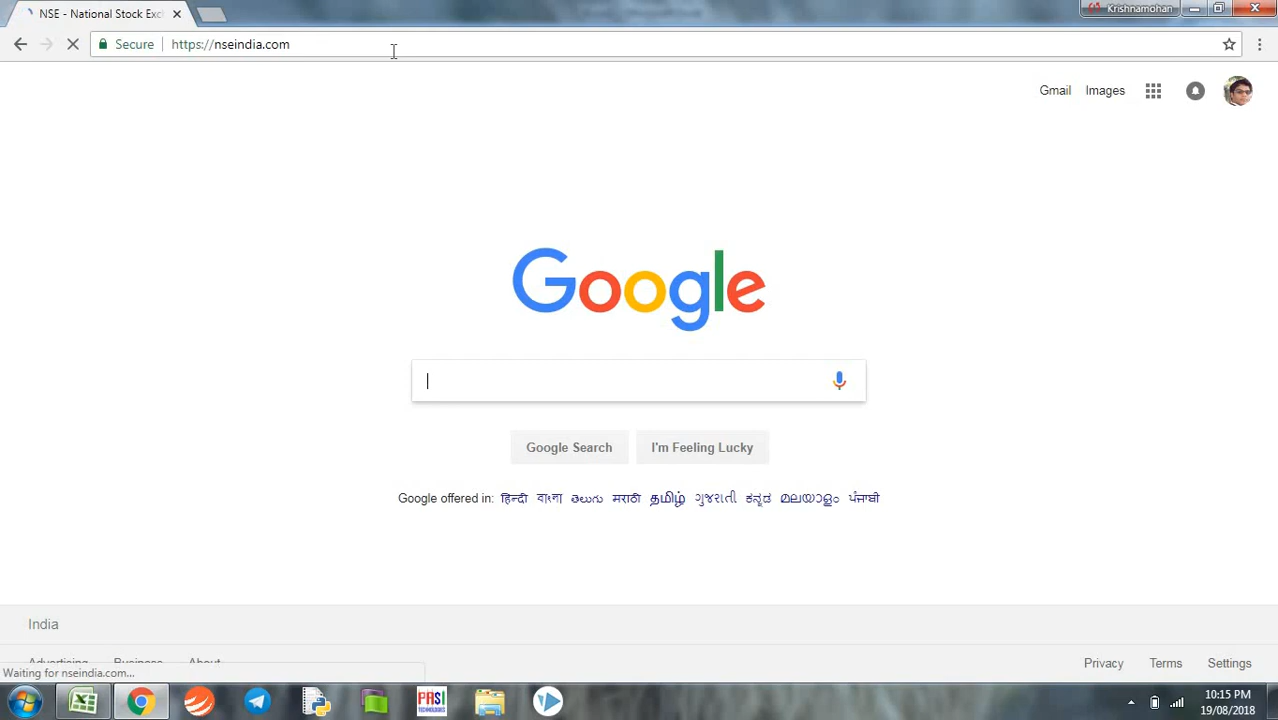 NSE - National Stock Exc
Krishnamohan
Secure
https://nseindia.com
Gmail Images
Google
Google Search I'm Feeling Lucky
Google offered in: हिन्दी বাংলা తెలుగు मराठी தமிழ் ગુજરાતી ಕನ್ನಡ മലയാളം ਪੰਜਾਬੀ
India
Advertising Business About
Privacy Terms Settings
Waiting for nseindia.com...
PRSI
TECHNOLOGIES
10:15 PM
19/08/2018